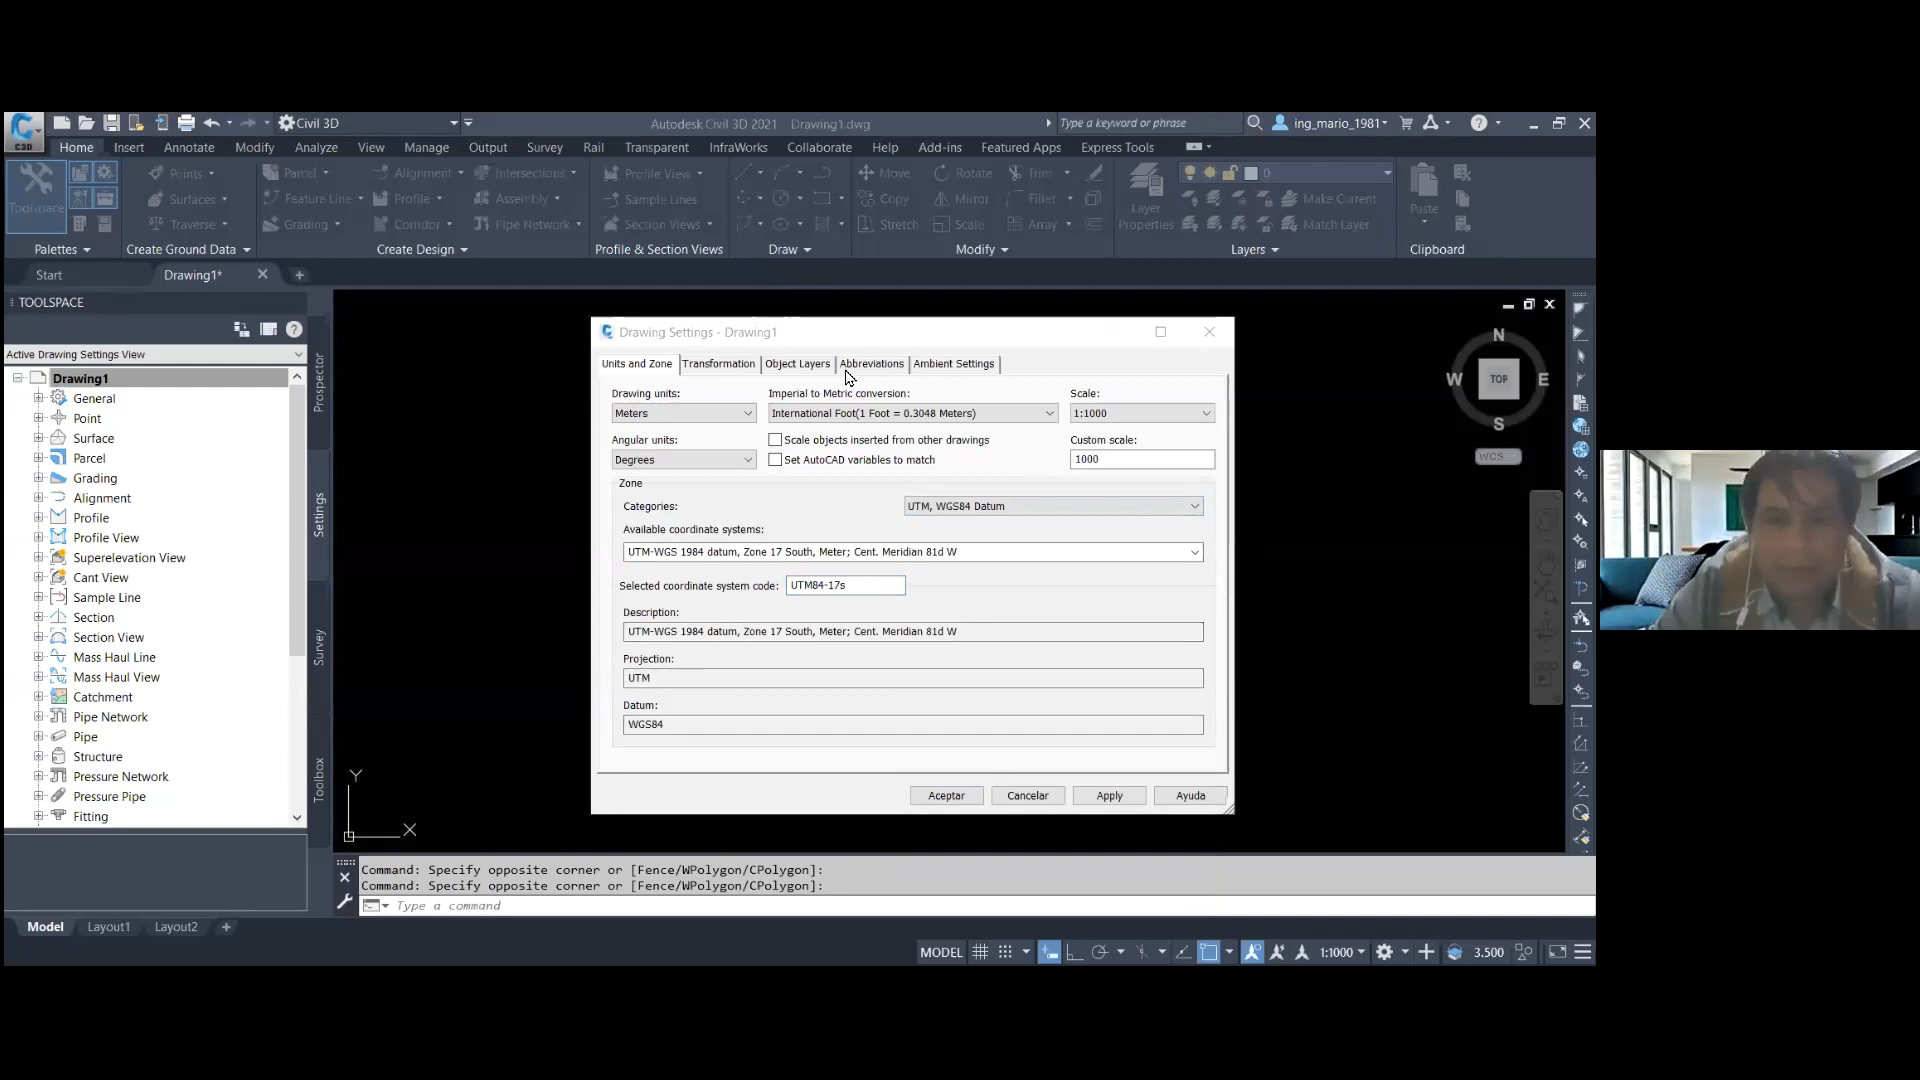 Civil 3D
Autodesk Civil 3D 2021 Drawing1.dwg
Type a keyword or phrase
ing_mario_1981
C3D
Home Insert Annotate Modify Analyze View Manage Output Survey Rail Transparent InfraWorks Collaborate Help Add-ins Featured Apps Express Tools
Toolspace
Points
Surfaces
Traverse
Parcel
Feature Line
Grading
Alignment
Profile
Corridor
Intersections
Assembly
Pipe Network
Profile View
Sample Lines
Section Views
Move
Copy
Stretch
Rotate
Mirror
Scale
Trim
Fillet
Array
Layer
Properties
0
Make Current
Match Layer
Paste
Palettes Create Ground Data Create Design Profile & Section Views Draw Modify Layers Clipboard
Start Drawing1*
TOOLSPACE
Active Drawing Settings View
Drawing1
General
Point
Surface
Parcel
Grading
Alignment
Profile
Profile View
Superelevation View
Cant View
Sample Line
Section
Section View
Mass Haul Line
Mass Haul View
Catchment
Pipe Network
Pipe
Structure
Pressure Network
Pressure Pipe
Fitting
Prospector
Settings
Survey
Toolbox
Drawing Settings - Drawing1
Units and Zone Transformation Object Layers Abbreviations Ambient Settings
Drawing units: Imperial to Metric conversion: Scale:
Meters International Foot(1 Foot = 0.3048 Meters) 1:1000
Angular units: Scale objects inserted from other drawings Custom scale:
Degrees Set AutoCAD variables to match 1000
Zone
Categories: UTM, WGS84 Datum
Available coordinate systems:
UTM-WGS 1984 datum, Zone 17 South, Meter; Cent. Meridian 81d W
Selected coordinate system code: UTM84-17s
Description:
UTM-WGS 1984 datum, Zone 17 South, Meter; Cent. Meridian 81d W
Projection:
UTM
Datum:
WGS84
Aceptar Cancelar Apply Ayuda
N
W TOP E
S
WCS
Y
X
Command: Specify opposite corner or [Fence/WPolygon/CPolygon]:
Command: Specify opposite corner or [Fence/WPolygon/CPolygon]:
Type a command
Model Layout1 Layout2
MODEL 1:1000 3.500